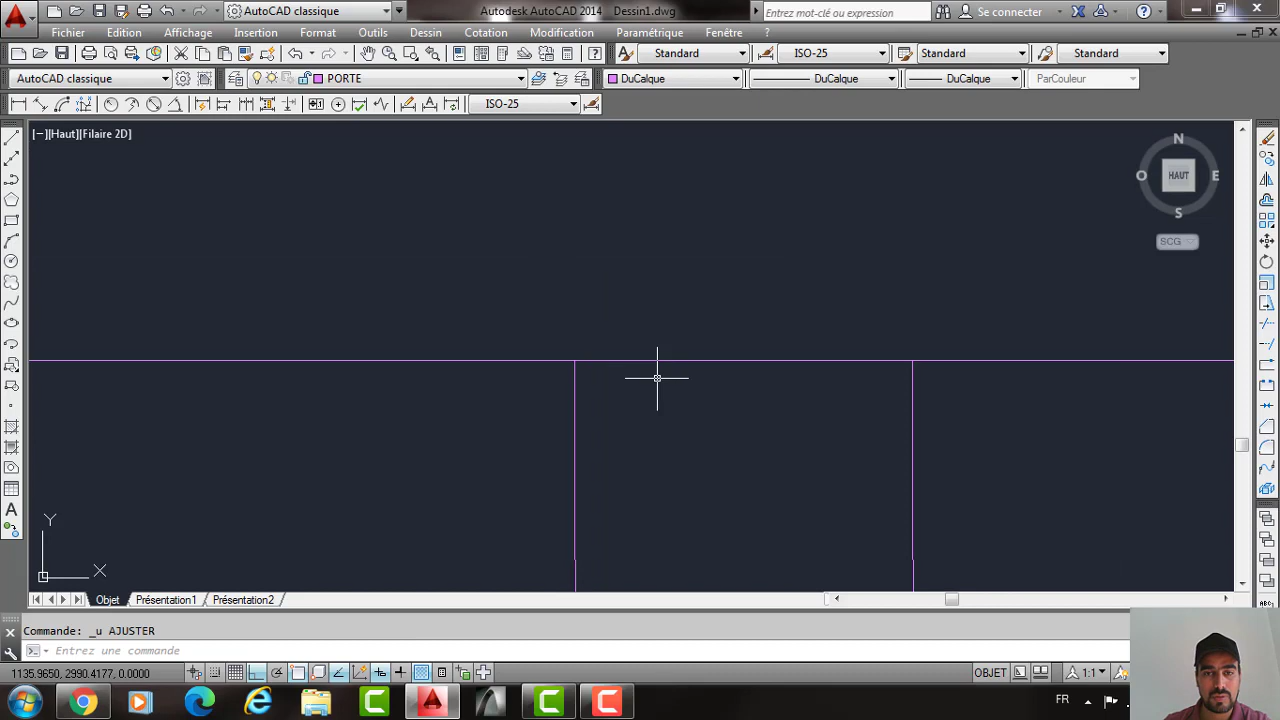 AutoCAD classique
Autodesk AutoCAD 2014 Dessin1.dwg
Entrez mot-clé ou expression
Se connecter
Fichier Edition Affichage Insertion Format Outils Dessin Cotation Modification Paramétrique Fenêtre ?
Standard ISO-25 Standard Standard
AutoCAD classique PORTE DuCalque DuCalque DuCalque ParCouleur
ISO-25
[−][Haut][Filaire 2D]
N
O HAUT E
S
SCG
Y
X
Objet Présentation1 Présentation2
Commande: _u AJUSTER
Entrez une commande
1135.9650, 2990.4177, 0.0000 OBJET 1:1
FR